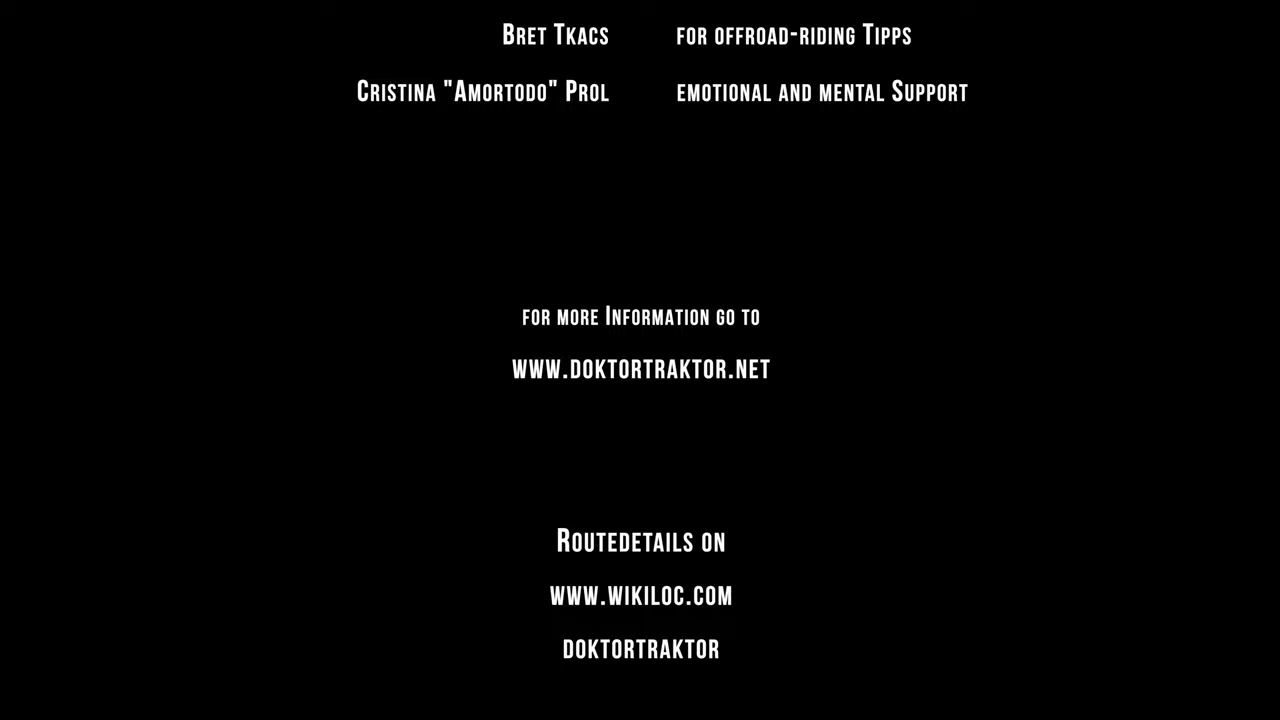 Bret Tkacs for offroad-riding Tipps
Cristina "Amortodo" Prol emotional and mental Support
for more Information go to
www.doktortraktor.net
Routedetails on
www.wikiloc.com
doktortraktor